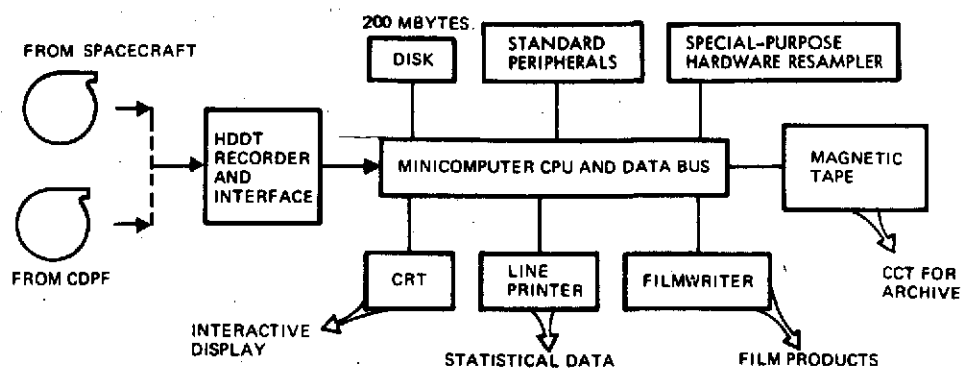 200 MBYTES.
FROM SPACECRAFT
DISK
STANDARD
PERIPHERALS
SPECIAL-PURPOSE
HARDWARE RESAMPLER
HDDT
RECORDER
AND
INTERFACE
MINICOMPUTER CPU AND DATA BUS
MAGNETIC
TAPE
FROM CDPF
CRT
LINE
PRINTER
FILMWRITER
CCT FOR
ARCHIVE
INTERACTIVE
DISPLAY
STATISTICAL DATA
FILM PRODUCTS